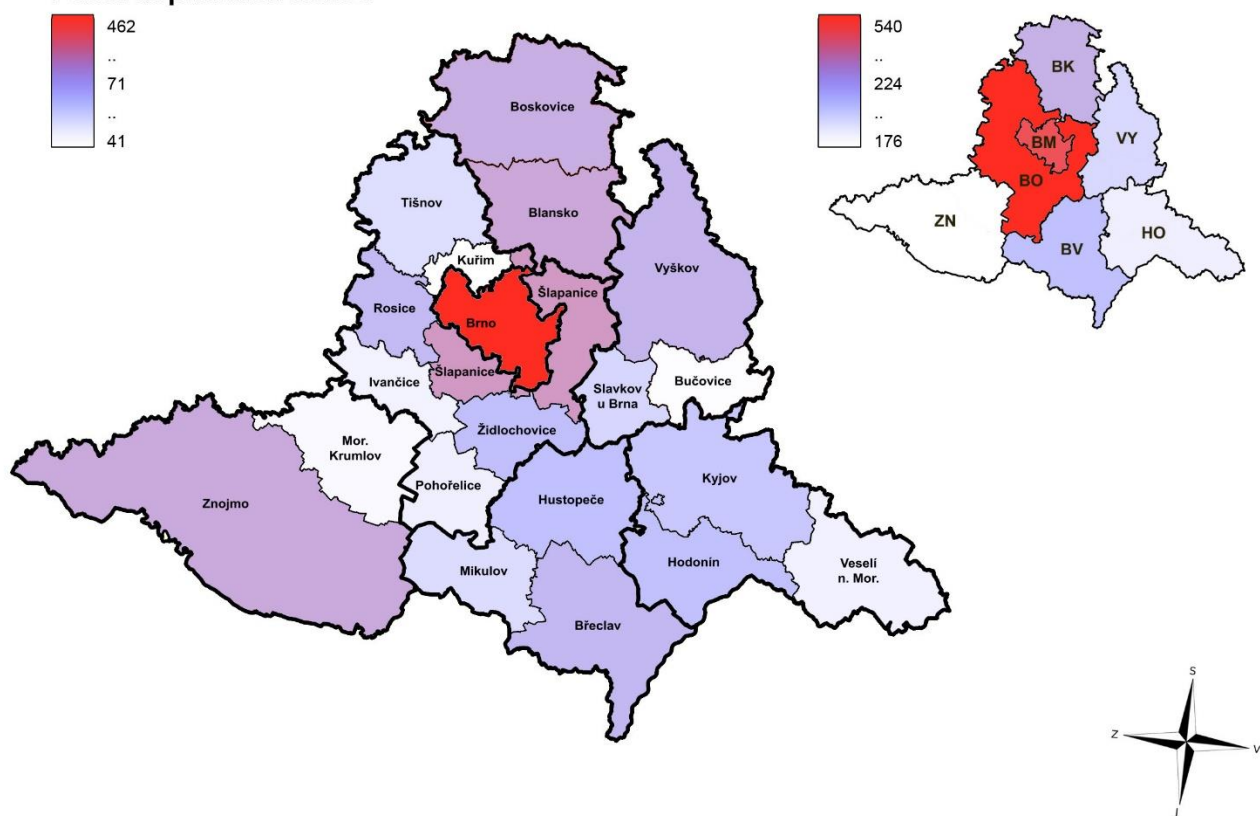 462
..
71
..
41
540
..
224
..
176
BK
VY
BM
BO
ZN
BV
HO
Boskovice
Tišnov
Blansko
Kuřim
Vyškov
Rosice
Brno
Šlapanice
Šlapanice
Ivančice
Slavkov
u Brna
Bučovice
Židlochovice
Mor.
Krumlov
Pohořelice
Znojmo
Hustopeče
Kyjov
Mikulov
Hodonín
Veselí
n. Mor.
Břeclav
S
Z
V
J